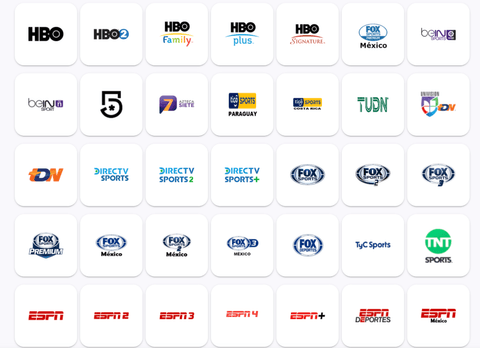 HBO
HBO2
HBO
Family
HBO
plus
HBO
SIGNATURE
FOX
SPORTS
México
beIN
SPORTS
beIN
SPORT
5
7
SIETE
tigo SPORTS
PARAGUAY
tigo SPORTS
COSTA RICA
TUDN
UNIVISION
tDN
tDN
DIRECTV
SPORTS
DIRECTV
SPORTS 2
DIRECTV
SPORTS+
FOX
SPORTS
FOX
SPORTS
2
FOX
SPORTS
3
FOX
SPORTS
PREMIUM
FOX
SPORTS
México
FOX
SPORTS
2
México
FOX
SPORTS
3
MÉXICO
FOX
SPORTS
TyC Sports
TNT
SPORTS
ESPN
ESPN 2
ESPN 3
ESPN 4
ESPN+
ESPN
DEPORTES
ESPN
México